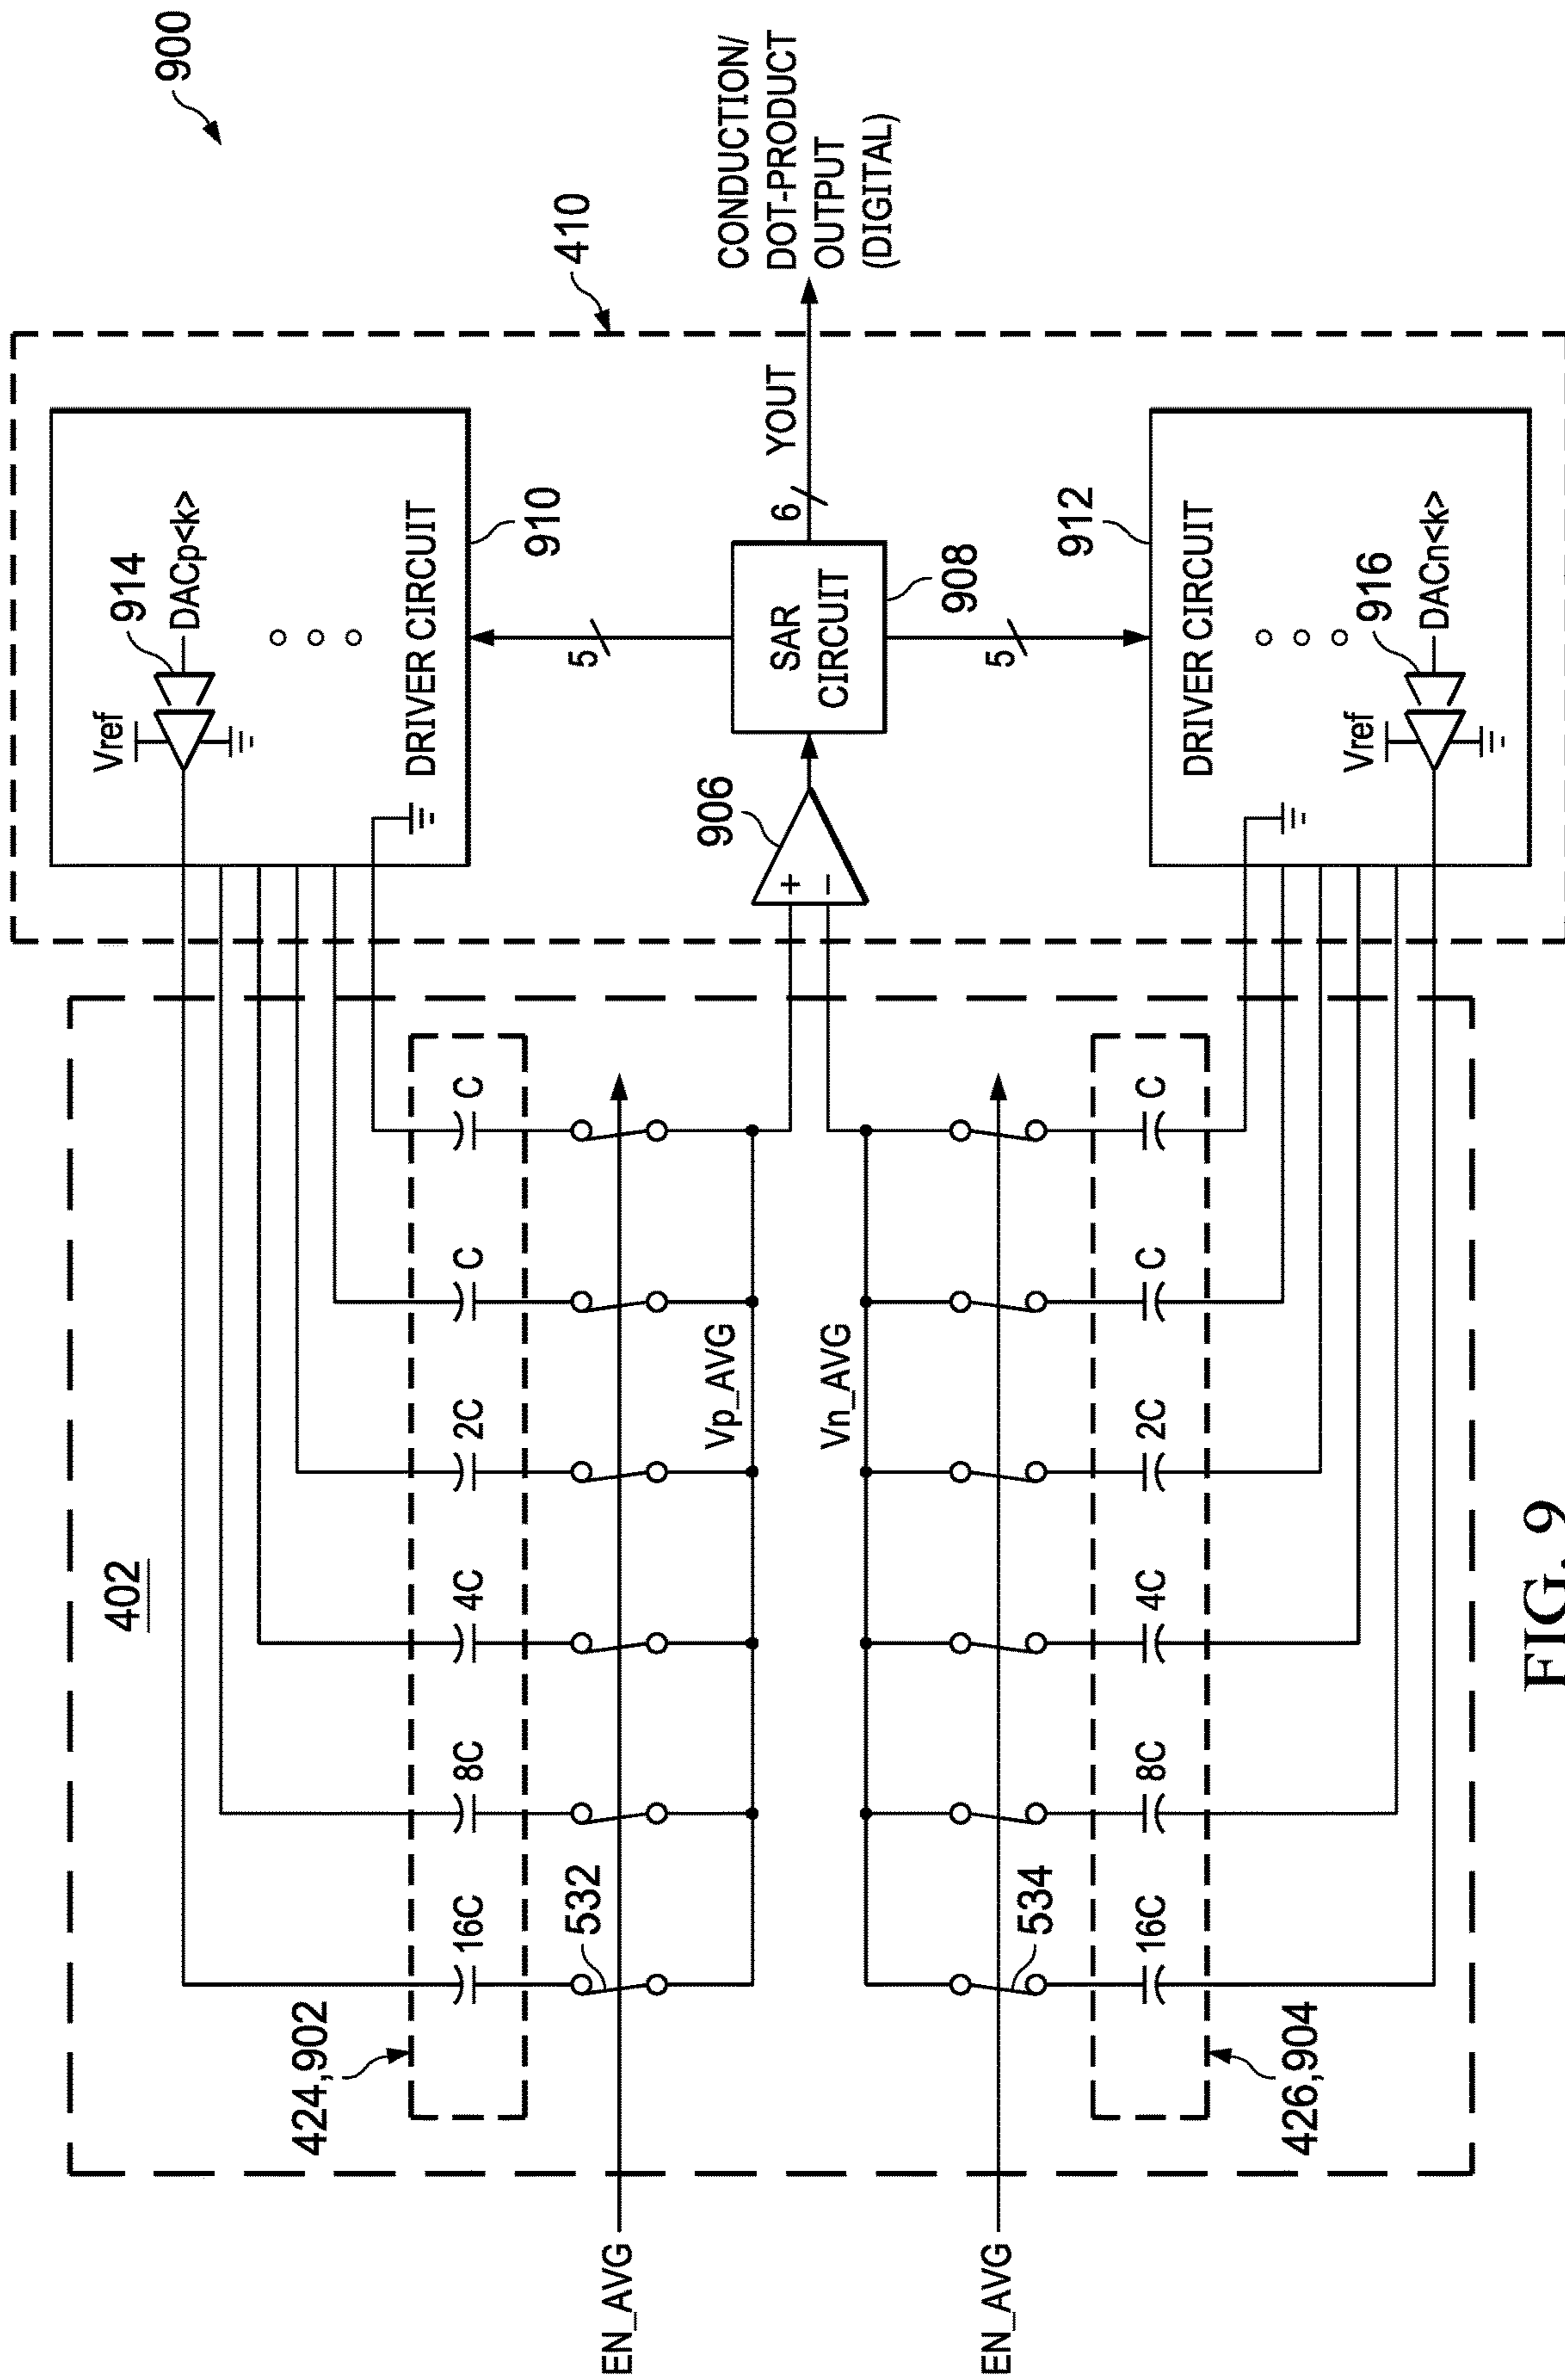 900
410
402
424,902
16C
8C
4C
2C
C
C
532
EN_AVG
Vp_AVG
Vn_AVG
EN_AVG
534
16C
8C
4C
2C
C
C
426,904
Vref
914
DACp<k>
DRIVER CIRCUIT
910
5
906
+
−
SAR
CIRCUIT
908
6
YOUT
CONDUCTION/
DOT-PRODUCT
OUTPUT
(DIGITAL)
5
912
DRIVER CIRCUIT
Vref
916
DACn<k>
FIG. 9